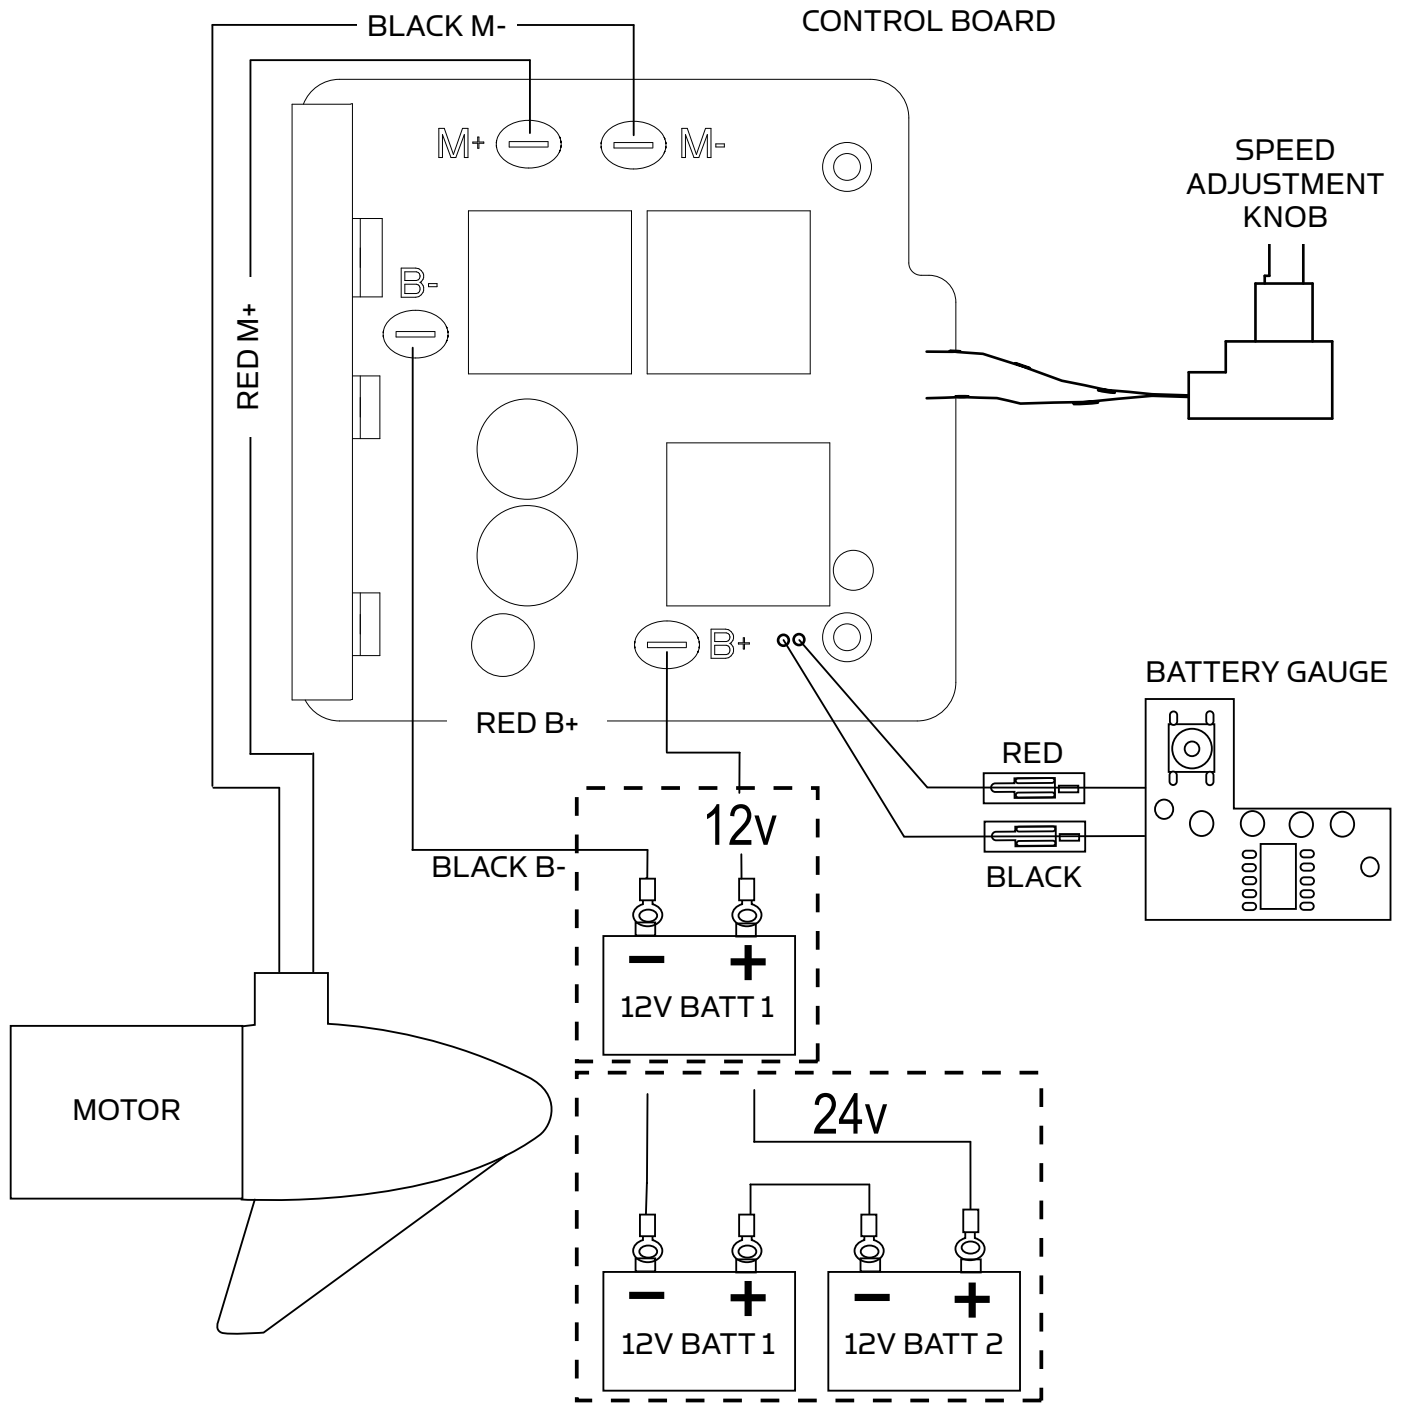 BLACK M-
CONTROL BOARD
M+
M-
SPEED
ADJUSTMENT
KNOB
B-
RED M+
B+
BATTERY GAUGE
RED B+
RED
12v
BLACK B-
BLACK
- +
12V BATT 1
MOTOR
24v
- +
12V BATT 1
- +
12V BATT 2